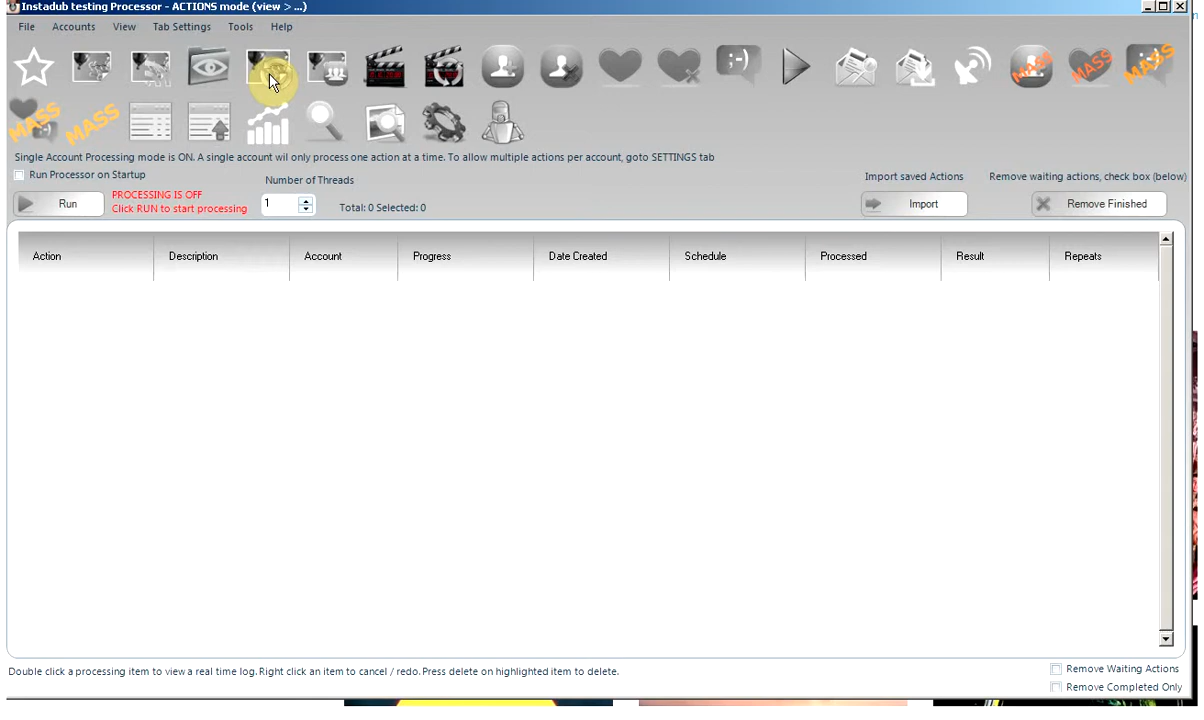 Instadub testing Processor - ACTIONS mode (view > ...)
File Accounts View Tab Settings Tools Help
;-)
MASS MASS MASS
MASS MASS
Single Account Processing mode is ON. A single account wil only process one action at a time. To allow multiple actions per account, goto SETTINGS tab
Run Processor on Startup
Number of Threads
Import saved Actions
Remove waiting actions, check box (below)
Run
PROCESSING IS OFF
Click RUN to start processing
1
Total: 0 Selected: 0
Import
Remove Finished
Action Description Account Progress Date Created Schedule Processed Result Repeats
Double click a processing item to view a real time log. Right click an item to cancel / redo. Press delete on highlighted item to delete.
Remove Waiting Actions
Remove Completed Only